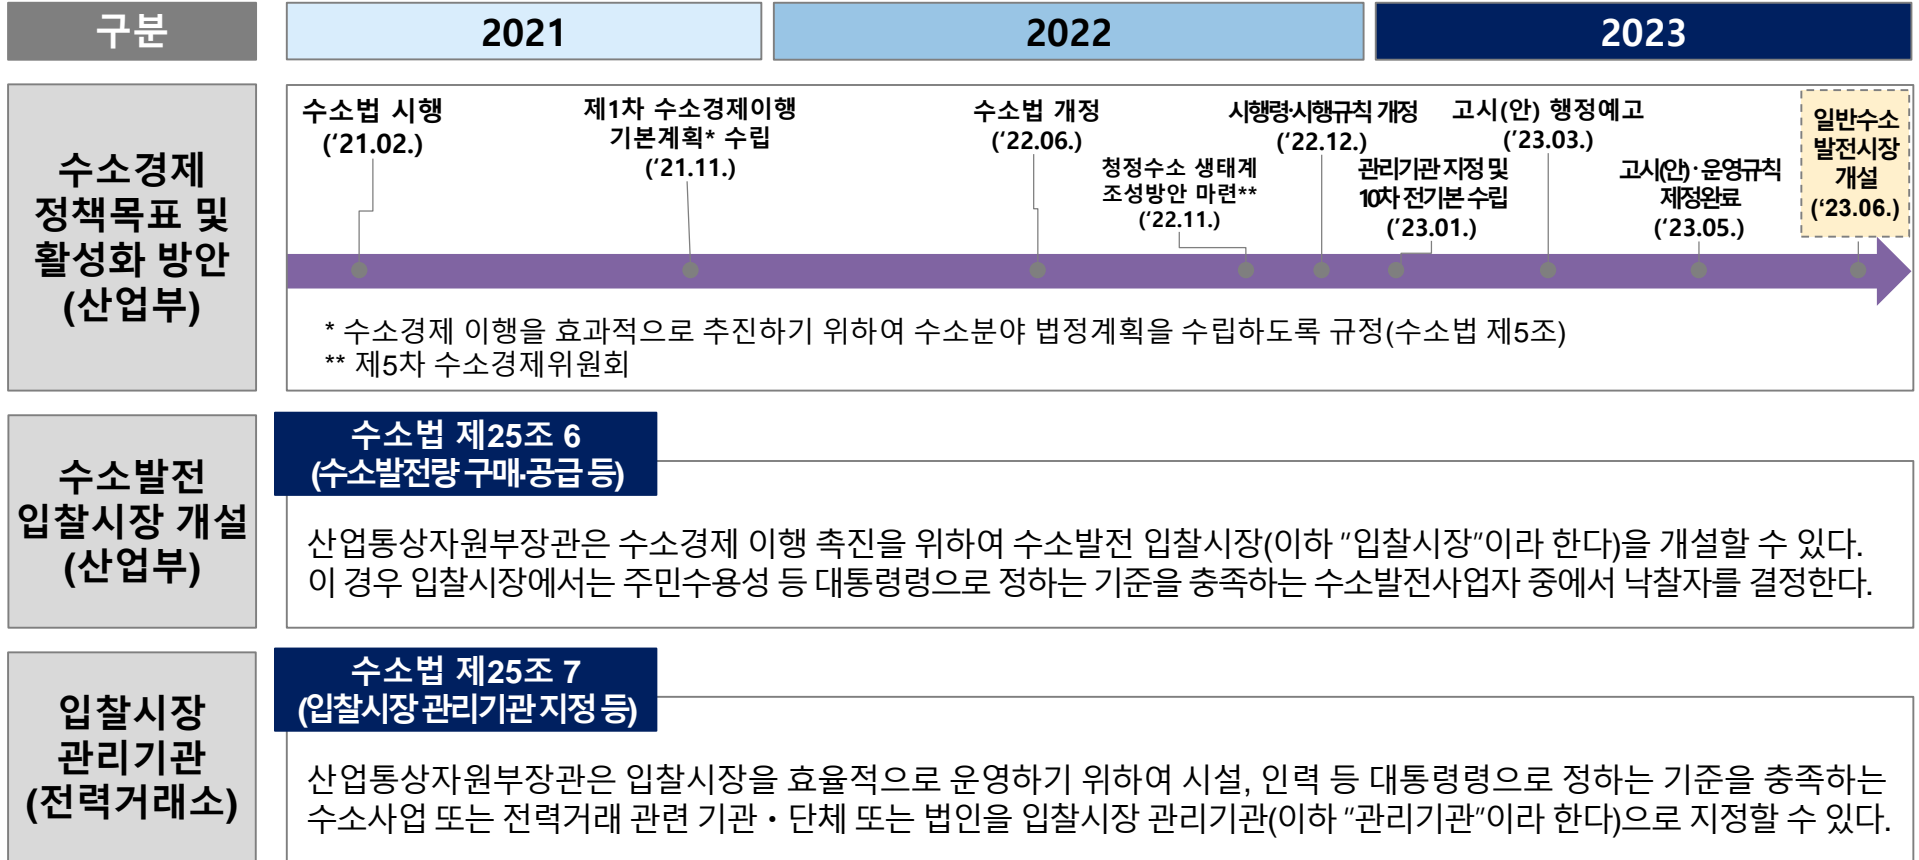 구분
2021
2022
2023
수소경제
정책목표 및
활성화 방안
(산업부)
수소법 시행
(‘21.02.)
제1차 수소경제이행
기본계획* 수립
(‘21.11.)
수소법 개정
(‘22.06.)
청정수소 생태계
조성방안 마련**
(‘22.11.)
시행령·시행규칙 개정
(‘22.12.)
관리기관 지정 및
10차 전기본 수립
(‘23.01.)
고시(안) 행정예고
(‘23.03.)
고시(안)·운영규칙
제정완료
(‘23.05.)
일반수소
발전시장
개설
(‘23.06.)
* 수소경제 이행을 효과적으로 추진하기 위하여 수소분야 법정계획을 수립하도록 규정(수소법 제5조)
** 제5차 수소경제위원회
수소발전
입찰시장 개설
(산업부)
수소법 제25조 6
(수소발전량 구매·공급 등)
산업통상자원부장관은 수소경제 이행 촉진을 위하여 수소발전 입찰시장(이하 "입찰시장"이라 한다)을 개설할 수 있다.
이 경우 입찰시장에서는 주민수용성 등 대통령령으로 정하는 기준을 충족하는 수소발전사업자 중에서 낙찰자를 결정한다.
입찰시장
관리기관
(전력거래소)
수소법 제25조 7
(입찰시장 관리기관 지정 등)
산업통상자원부장관은 입찰시장을 효율적으로 운영하기 위하여 시설, 인력 등 대통령령으로 정하는 기준을 충족하는
수소사업 또는 전력거래 관련 기관・단체 또는 법인을 입찰시장 관리기관(이하 "관리기관"이라 한다)으로 지정할 수 있다.